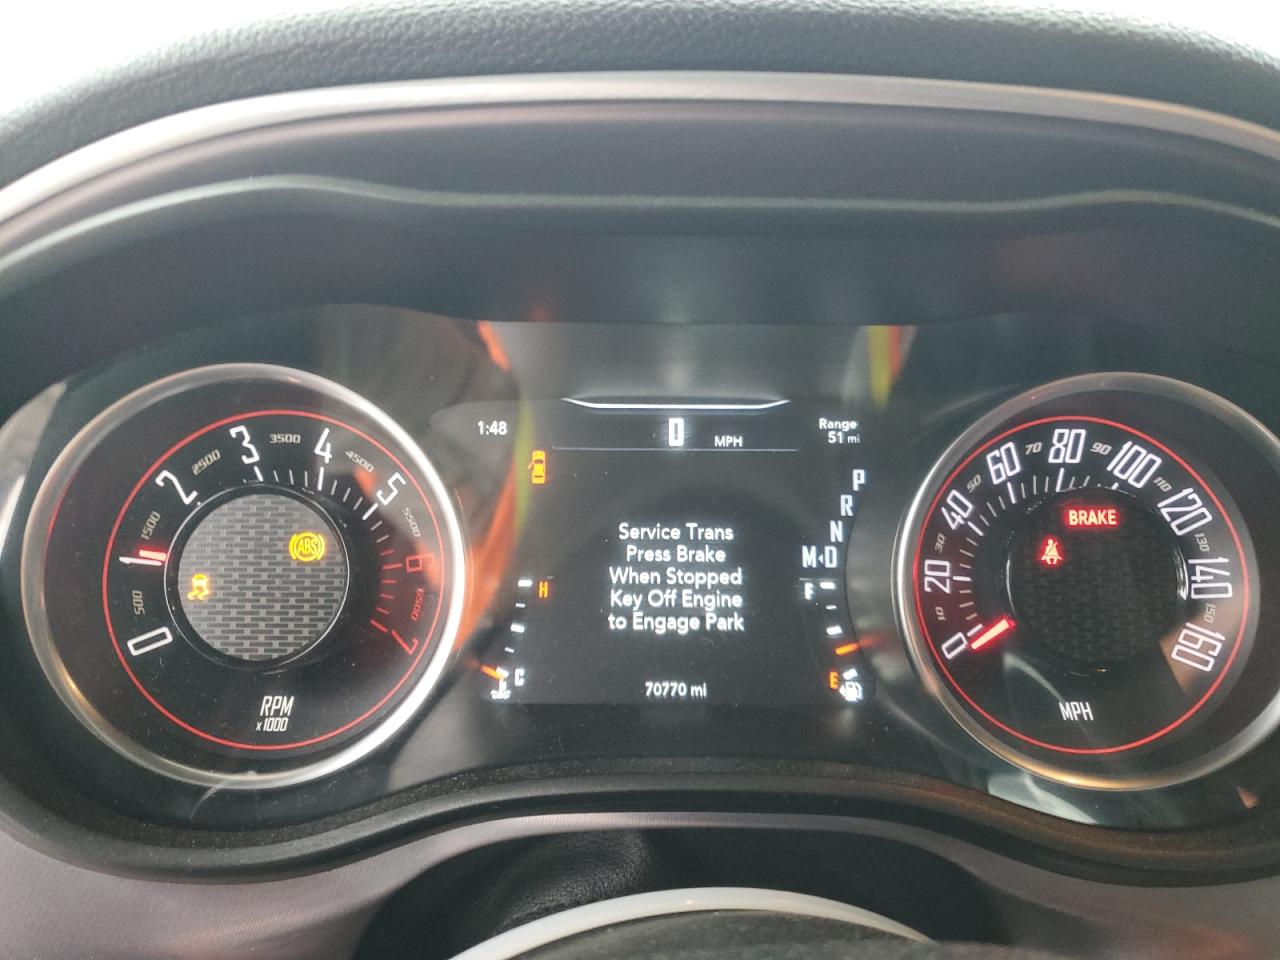 0
500
1
1500
2
2500
3
3500
4
4500
5
5500
6
6500
7
ABS
RPM
x1000
1:48
0 MPH
Range
51 mi
P
R
N
M D
Service Trans
Press Brake
When Stopped
Key Off Engine
to Engage Park
H
C
F
E
70770 mi
0
10
20
30
40
50
60
70
80
90
100
110
120
130
140
150
160
BRAKE
MPH